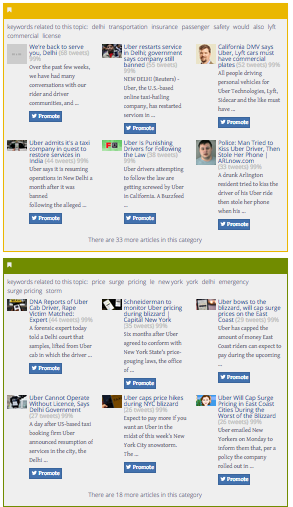 keywords related to this topic: delhi transportation insurance passenger safety would also lyft
commercial license
We're back to serve
you, Delhi (58 tweets)
99%
Over the past few weeks,
we have had many
conversations with our
rider and driver
communities, and ...
Promote
Uber restarts service
in Delhi; government
says company still
banned (55 tweets)
99%
NEW DELHI (Reuters) -
Uber, the U.S.-based
online taxi-hailing
company, has restarted
services in ...
Promote
California DMV says
Uber, Lyft cars must
have commercial
plates (53 tweets) 99%
All people driving
personal vehicles for
Uber Technologies, Lyft,
Sidecar and the like must
have ...
Promote
Uber admits it's a taxi
company in quest to
restore services in
India (44 tweets) 99%
Uber says it is resuming
operations in New Delhi a
month after it was
banned
following the alleged ...
Promote
Uber is Punishing
Drivers for Following
the Law (38 tweets)
99%
Uber drivers attempting
to follow the law are
getting screwed by Uber
in California. A Buzzfeed
...
Promote
Police: Man Tried to
Kiss Uber Driver, Then
Stole Her Phone |
ARLnow.com
(33 tweets) 99%
A drunk Arlington
resident tried to kiss the
driver of his Uber ride
then stole her phone
when his ...
Promote
There are 33 more articles in this category
keywords related to this topic: price surge pricing le new york york delhi emergency
surge pricing storm
DNA Reports of Uber
Cab Driver, Rape
Victim Matched:
Expert (44 tweets) 99%
A forensic expert today
told a Delhi court that
samples, lifted from Uber
cab in which the driver ...
Promote
Schneiderman to
monitor Uber pricing
during blizzard |
Capital New York
(35 tweets) 99%
Six months after Uber
agreed to conform with
New York State's price-
gouging laws, the office
of ...
Promote
Uber bows to the
blizzard, will cap surge
prices on the East
Coast (29 tweets) 99%
Uber has capped the
amount of money East
Coast riders can expect to
pay during the upcoming
...
Promote
Uber Cannot Operate
Without Licence, Says
Delhi Government
(27 tweets) 99%
A day after US-based taxi
booking firm Uber
announced resumption of
services in the city, the
Delhi ...
Promote
Uber caps price hikes
during NYC blizzard
(26 tweets) 99%
Expect to pay more if you
want an Uber in the
midst of this week's New
York City snowstorm.
The ...
Promote
Uber Will Cap Surge
Pricing in East Coast
Cities During the
Worst of the Blizzard
(26 tweets) 99%
Uber emailed New
Yorkers on Monday to
inform them that, per a
policy the company
rolled out in ...
Promote
There are 18 more articles in this category